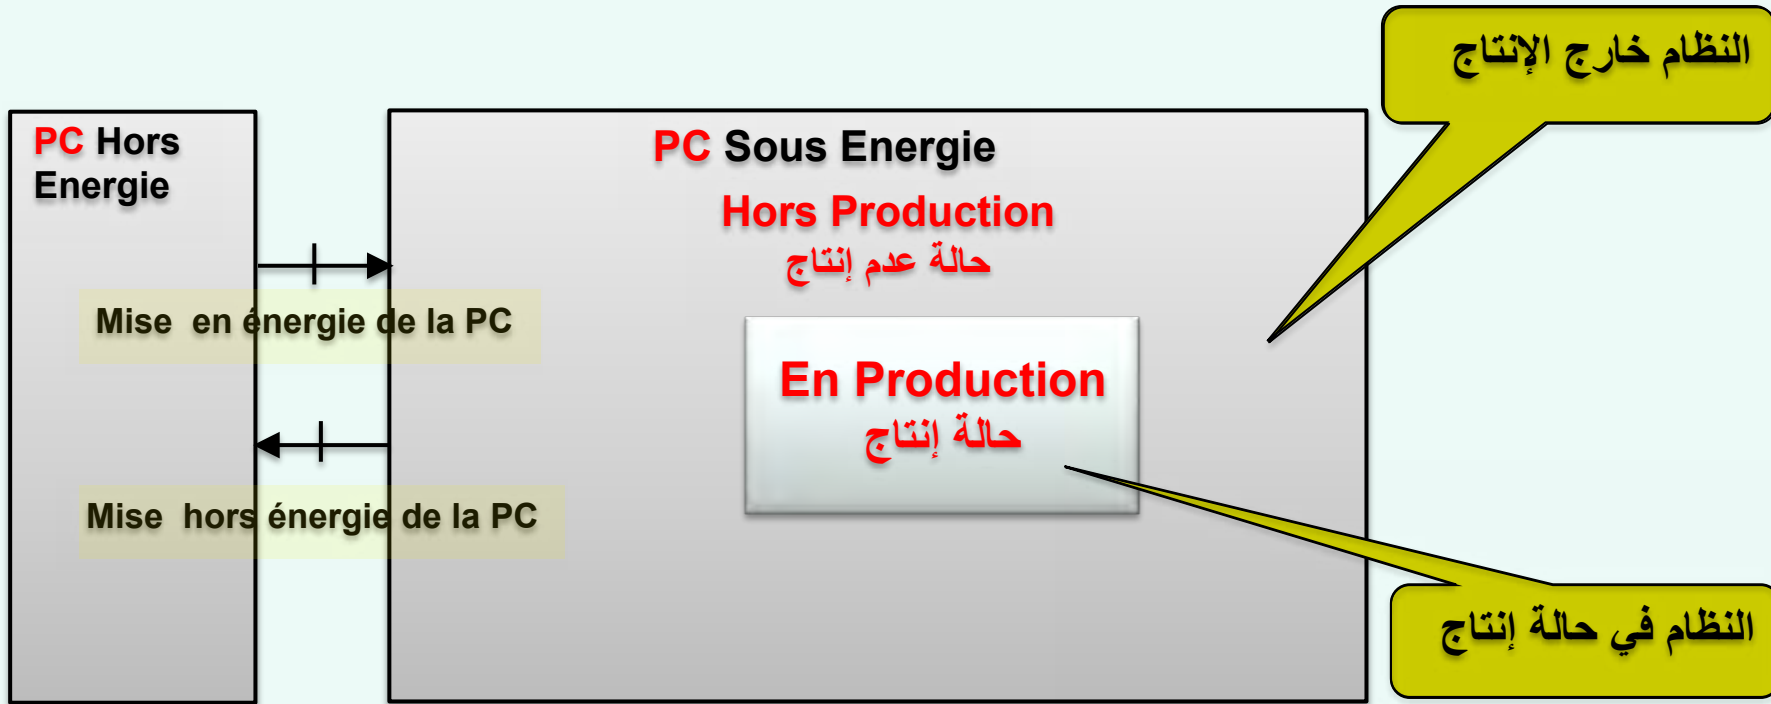 النظام خارج الإنتاج
PC Hors
Energie
PC Sous Energie
Hors Production
حالة عدم إنتاج
Mise en énergie de la PC
En Production
حالة إنتاج
Mise hors énergie de la PC
النظام في حالة إنتاج